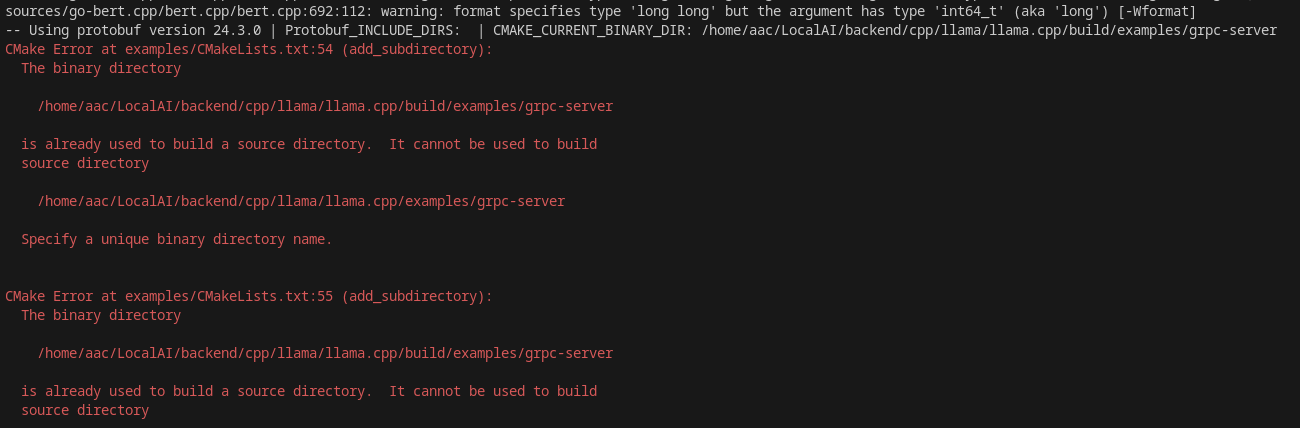 sources/go-bert.cpp/bert.cpp/bert.cpp:692:112: warning: format specifies type 'long long' but the argument has type 'int64_t' (aka 'long') [-Wformat]
-- Using protobuf version 24.3.0 | Protobuf_INCLUDE_DIRS:  | CMAKE_CURRENT_BINARY_DIR: /home/aac/LocalAI/backend/cpp/llama/llama.cpp/build/examples/grpc-server
CMake Error at examples/CMakeLists.txt:54 (add_subdirectory):
  The binary directory
    /home/aac/LocalAI/backend/cpp/llama/llama.cpp/build/examples/grpc-server
  is already used to build a source directory.  It cannot be used to build
  source directory
    /home/aac/LocalAI/backend/cpp/llama/llama.cpp/examples/grpc-server
  Specify a unique binary directory name.
CMake Error at examples/CMakeLists.txt:55 (add_subdirectory):
  The binary directory
    /home/aac/LocalAI/backend/cpp/llama/llama.cpp/build/examples/grpc-server
  is already used to build a source directory.  It cannot be used to build
  source directory